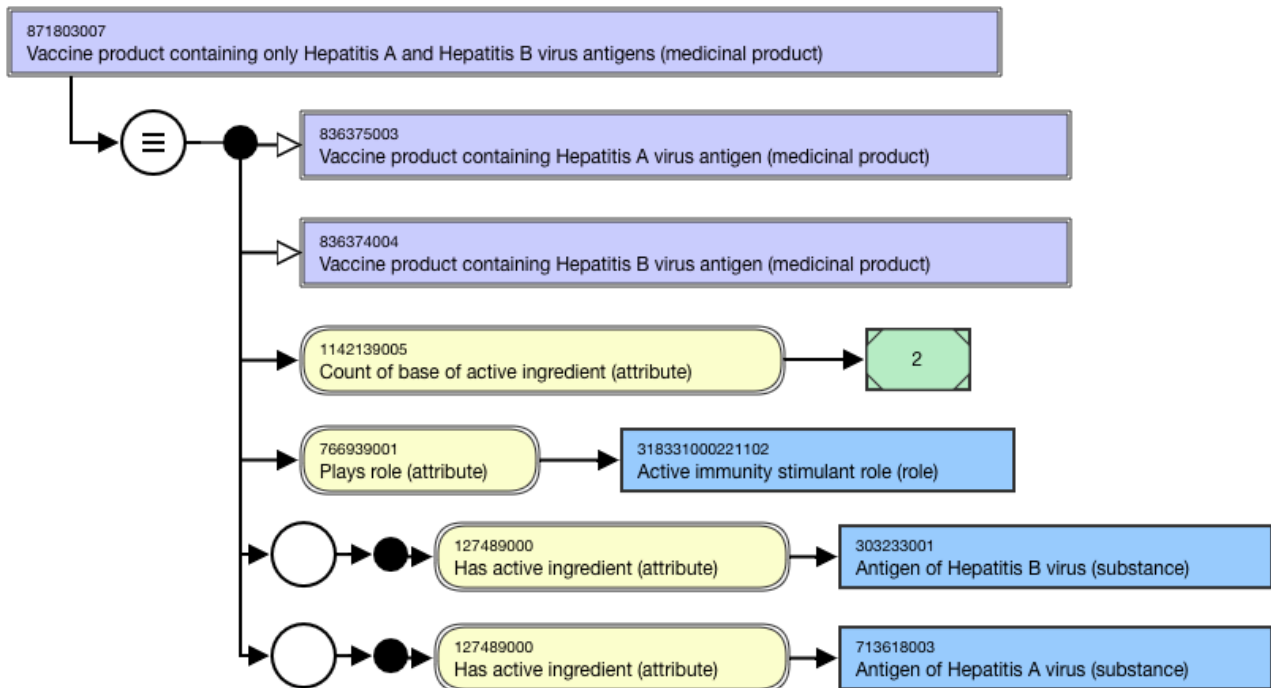 871803007
Vaccine product containing only Hepatitis A and Hepatitis B virus antigens (medicinal product)
836375003
Vaccine product containing Hepatitis A virus antigen (medicinal product)
836374004
Vaccine product containing Hepatitis B virus antigen (medicinal product)
1142139005
Count of base of active ingredient (attribute)
2
766939001
Plays role (attribute)
318331000221102
Active immunity stimulant role (role)
127489000
Has active ingredient (attribute)
303233001
Antigen of Hepatitis B virus (substance)
127489000
Has active ingredient (attribute)
713618003
Antigen of Hepatitis A virus (substance)